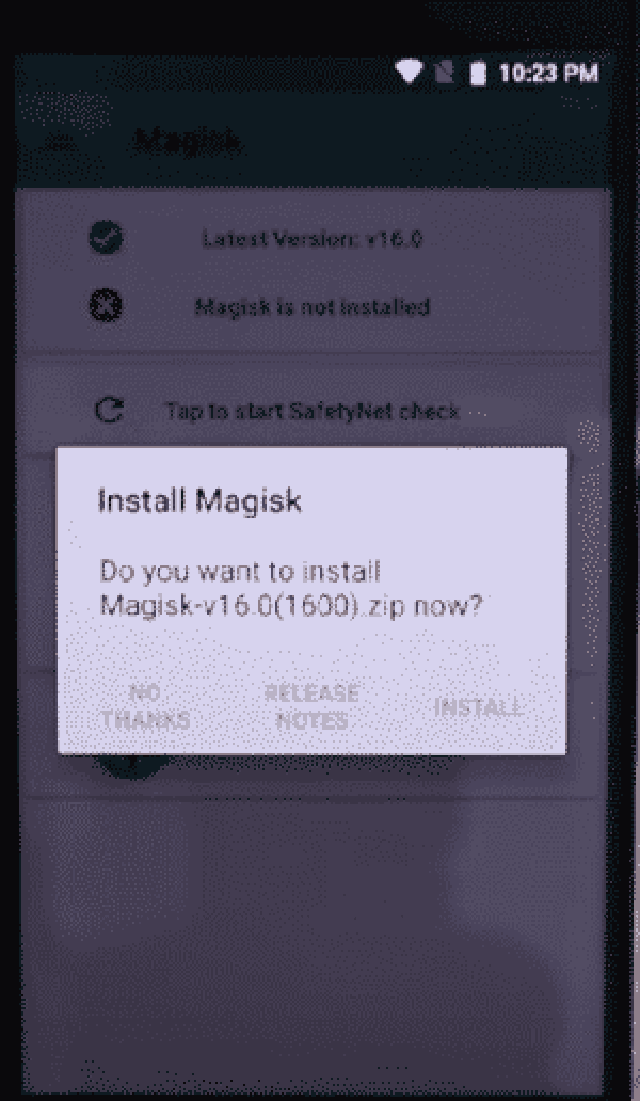 10:23 PM
Magisk
Latest Version: v16.0
Magisk is not installed
Tap to start SafetyNet check
Install Magisk
Do you want to install
Magisk-v16.0(1600).zip now?
NO
THANKS
RELEASE
NOTES
INSTALL